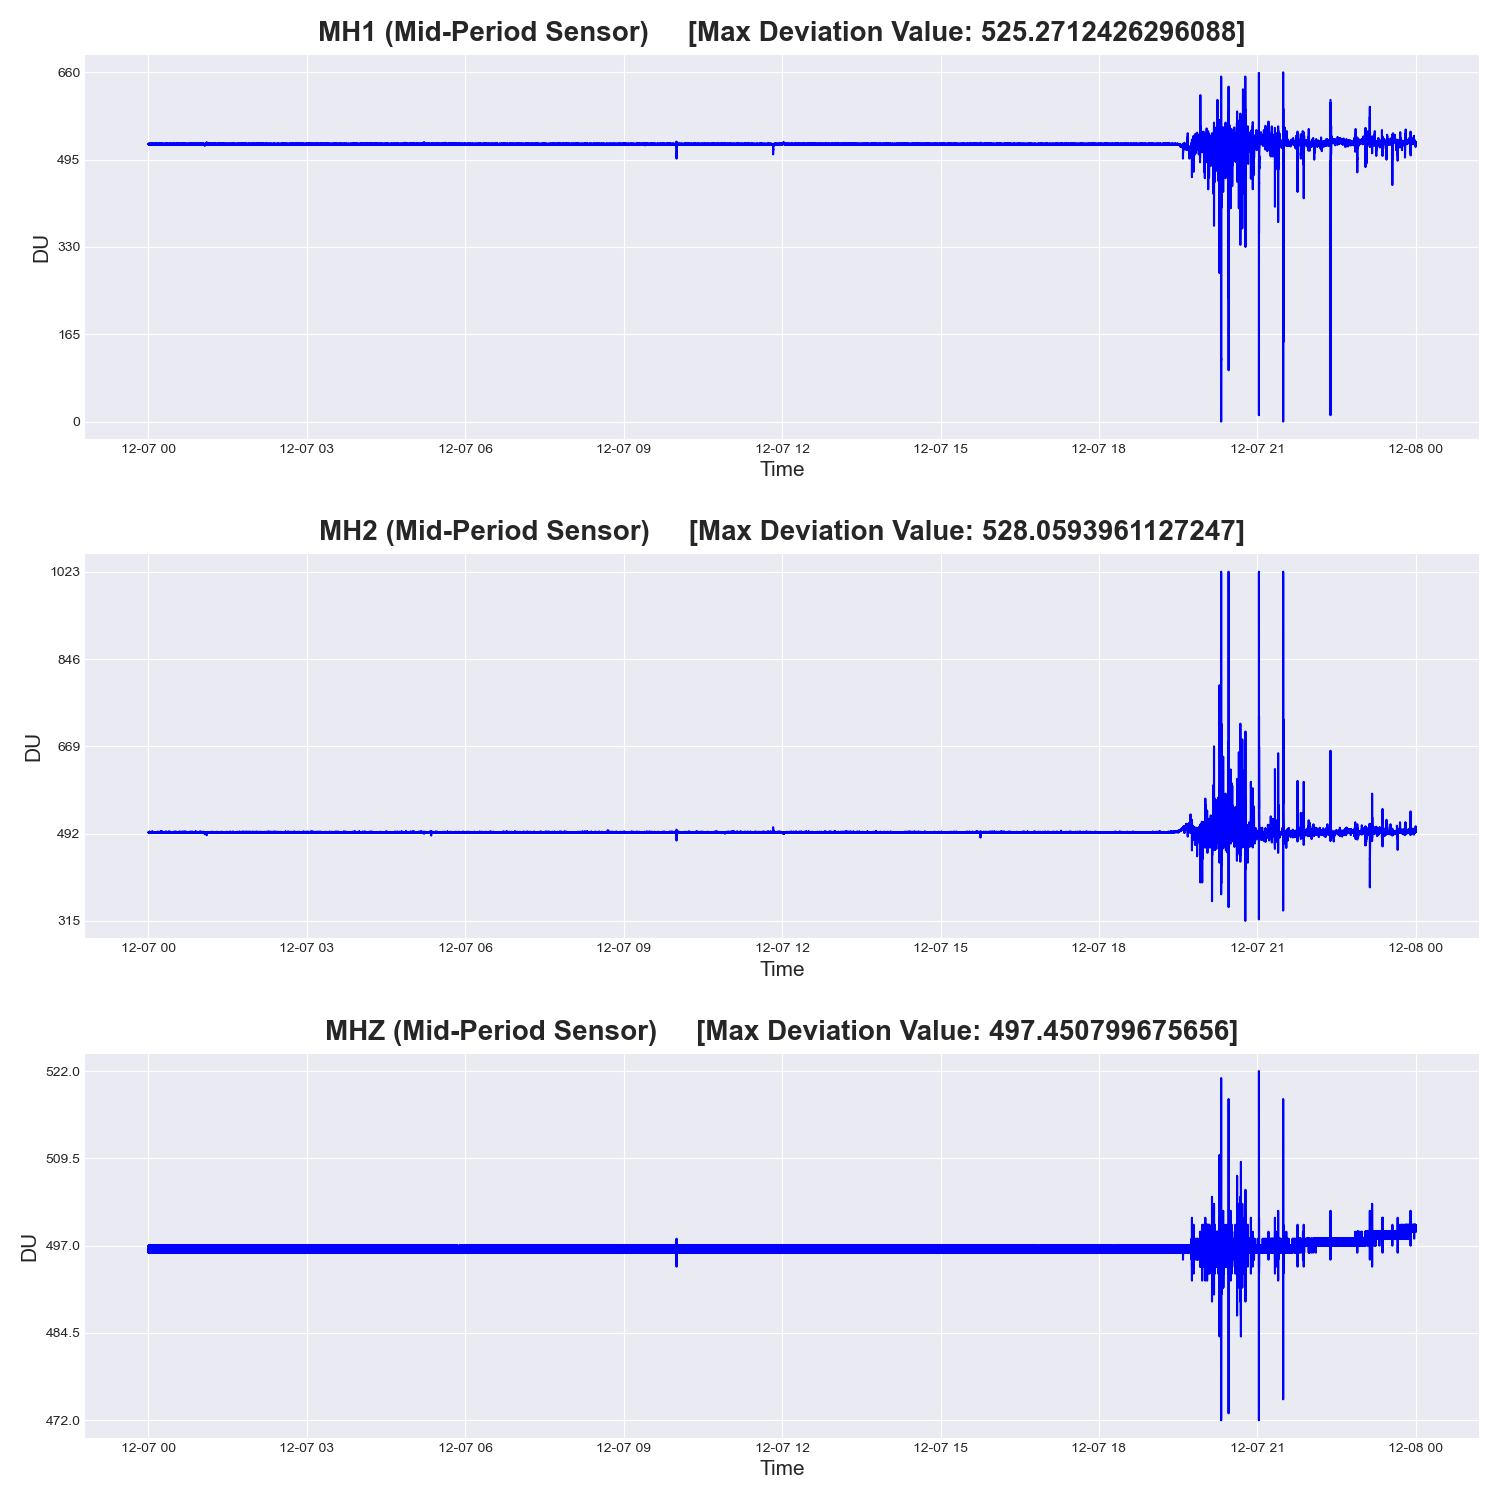 MH1 (Mid-Period Sensor) [Max Deviation Value: 525.2712426296088]
660
495
330
165
0
DU
12-07 00 12-07 03 12-07 06 12-07 09 12-07 12 12-07 15 12-07 18 12-07 21 12-08 00
Time
MH2 (Mid-Period Sensor) [Max Deviation Value: 528.0593961127247]
1023
846
669
492
315
DU
12-07 00 12-07 03 12-07 06 12-07 09 12-07 12 12-07 15 12-07 18 12-07 21 12-08 00
Time
MHZ (Mid-Period Sensor) [Max Deviation Value: 497.450799675656]
522.0
509.5
497.0
484.5
472.0
DU
12-07 00 12-07 03 12-07 06 12-07 09 12-07 12 12-07 15 12-07 18 12-07 21 12-08 00
Time